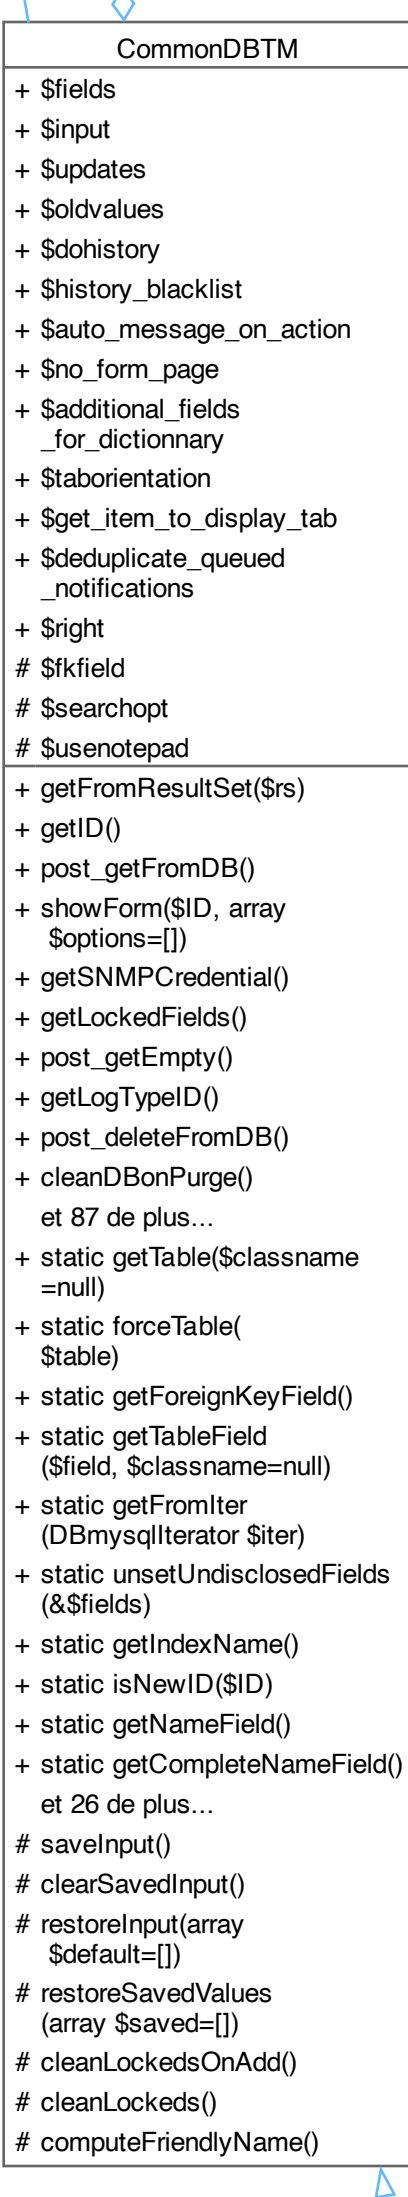 CommonDBTM
+ $fields
+ $input
+ $updates
+ $oldvalues
+ $dohistory
+ $history_blacklist
+ $auto_message_on_action
+ $no_form_page
+ $additional_fields
_for_dictionnary
+ $taborientation
+ $get_item_to_display_tab
+ $deduplicate_queued
_notifications
+ $right
# $fkfield
# $searchopt
# $usenotepad
+ getFromResultSet($rs)
+ getID()
+ post_getFromDB()
+ showForm($ID, array
$options=[])
+ getSNMPCredential()
+ getLockedFields()
+ post_getEmpty()
+ getLogTypeID()
+ post_deleteFromDB()
+ cleanDBonPurge()
et 87 de plus...
+ static getTable($classname
=null)
+ static forceTable(
$table)
+ static getForeignKeyField()
+ static getTableField
($field, $classname=null)
+ static getFromIter
(DBmysqlIterator $iter)
+ static unsetUndisclosedFields
(&$fields)
+ static getIndexName()
+ static isNewID($ID)
+ static getNameField()
+ static getCompleteNameField()
et 26 de plus...
# saveInput()
# clearSavedInput()
# restoreInput(array
$default=[])
# restoreSavedValues
(array $saved=[])
# cleanLockedsOnAdd()
# cleanLockeds()
# computeFriendlyName()